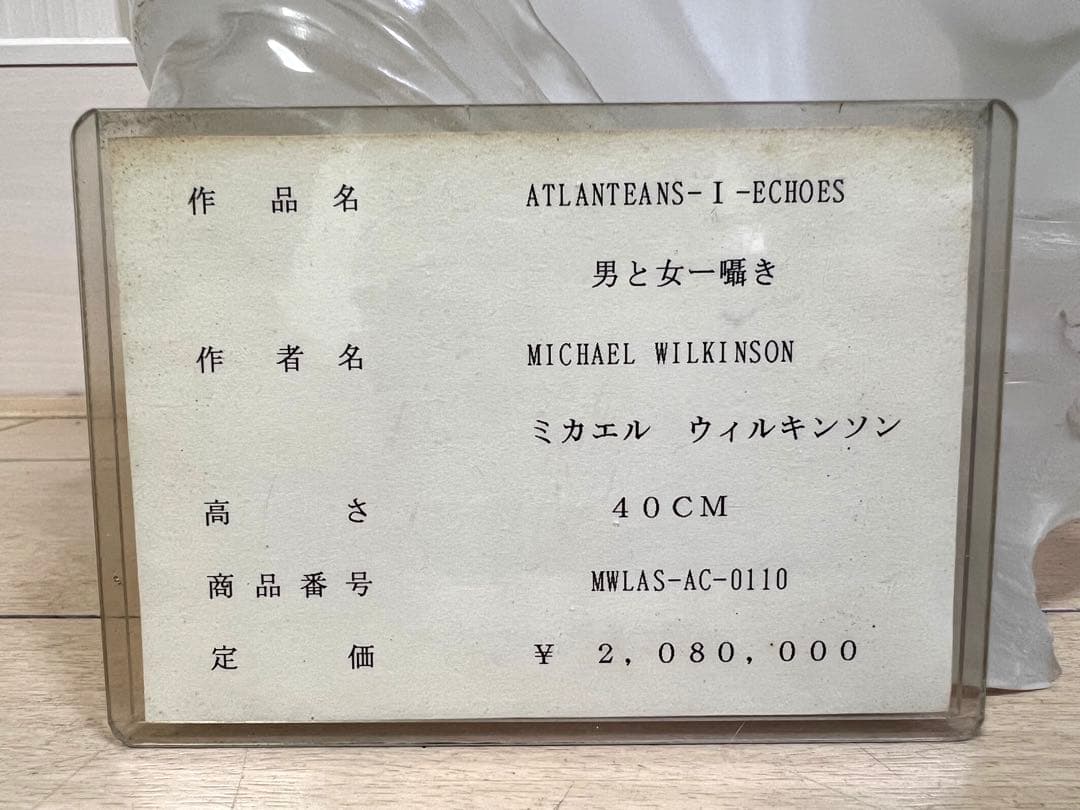 作品名 ATLANTEANS-I-ECHOES
男と女一囁き
作者名 MICHAEL WILKINSON
ミカエル ウィルキンソン
高さ 40CM
商品番号 MWLAS-AC-0110
定価 ¥ 2,080,000